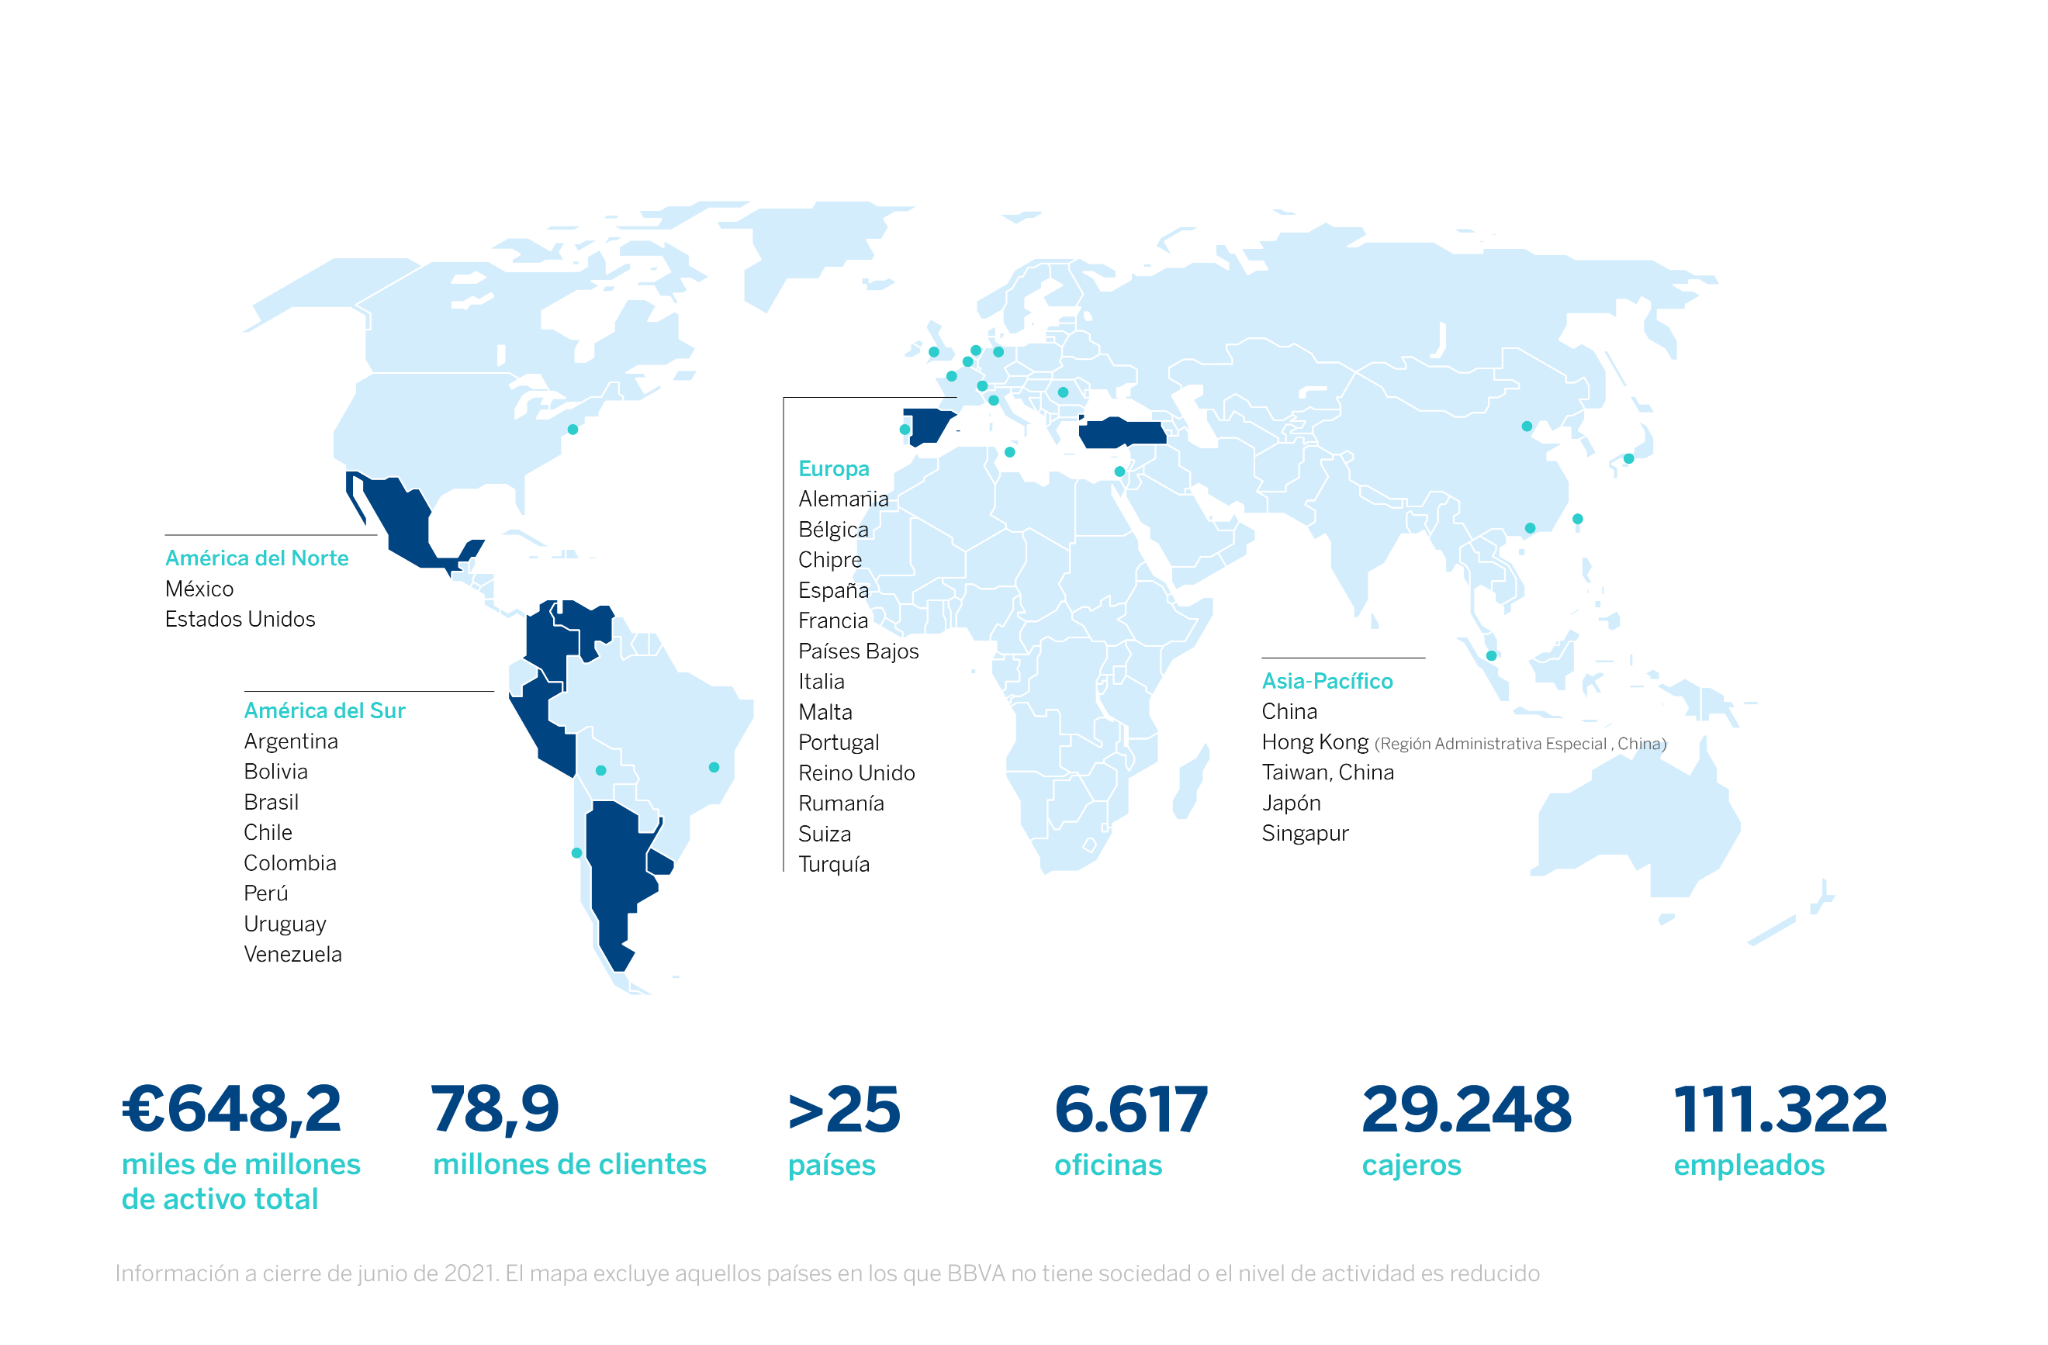 América del Norte
México
Estados Unidos
América del Sur
Argentina
Bolivia
Brasil
Chile
Colombia
Perú
Uruguay
Venezuela
Europa
Alemania
Bélgica
Chipre
España
Francia
Países Bajos
Italia
Malta
Portugal
Reino Unido
Rumanía
Suiza
Turquía
Asia-Pacífico
China
Hong Kong (Región Administrativa Especial , China)
Taiwan, China
Japón
Singapur
€648,2
miles de millones
de activo total
78,9
millones de clientes
>25
países
6.617
oficinas
29.248
cajeros
111.322
empleados
Información a cierre de junio de 2021. El mapa excluye aquellos países en los que BBVA no tiene sociedad o el nivel de actividad es reducido